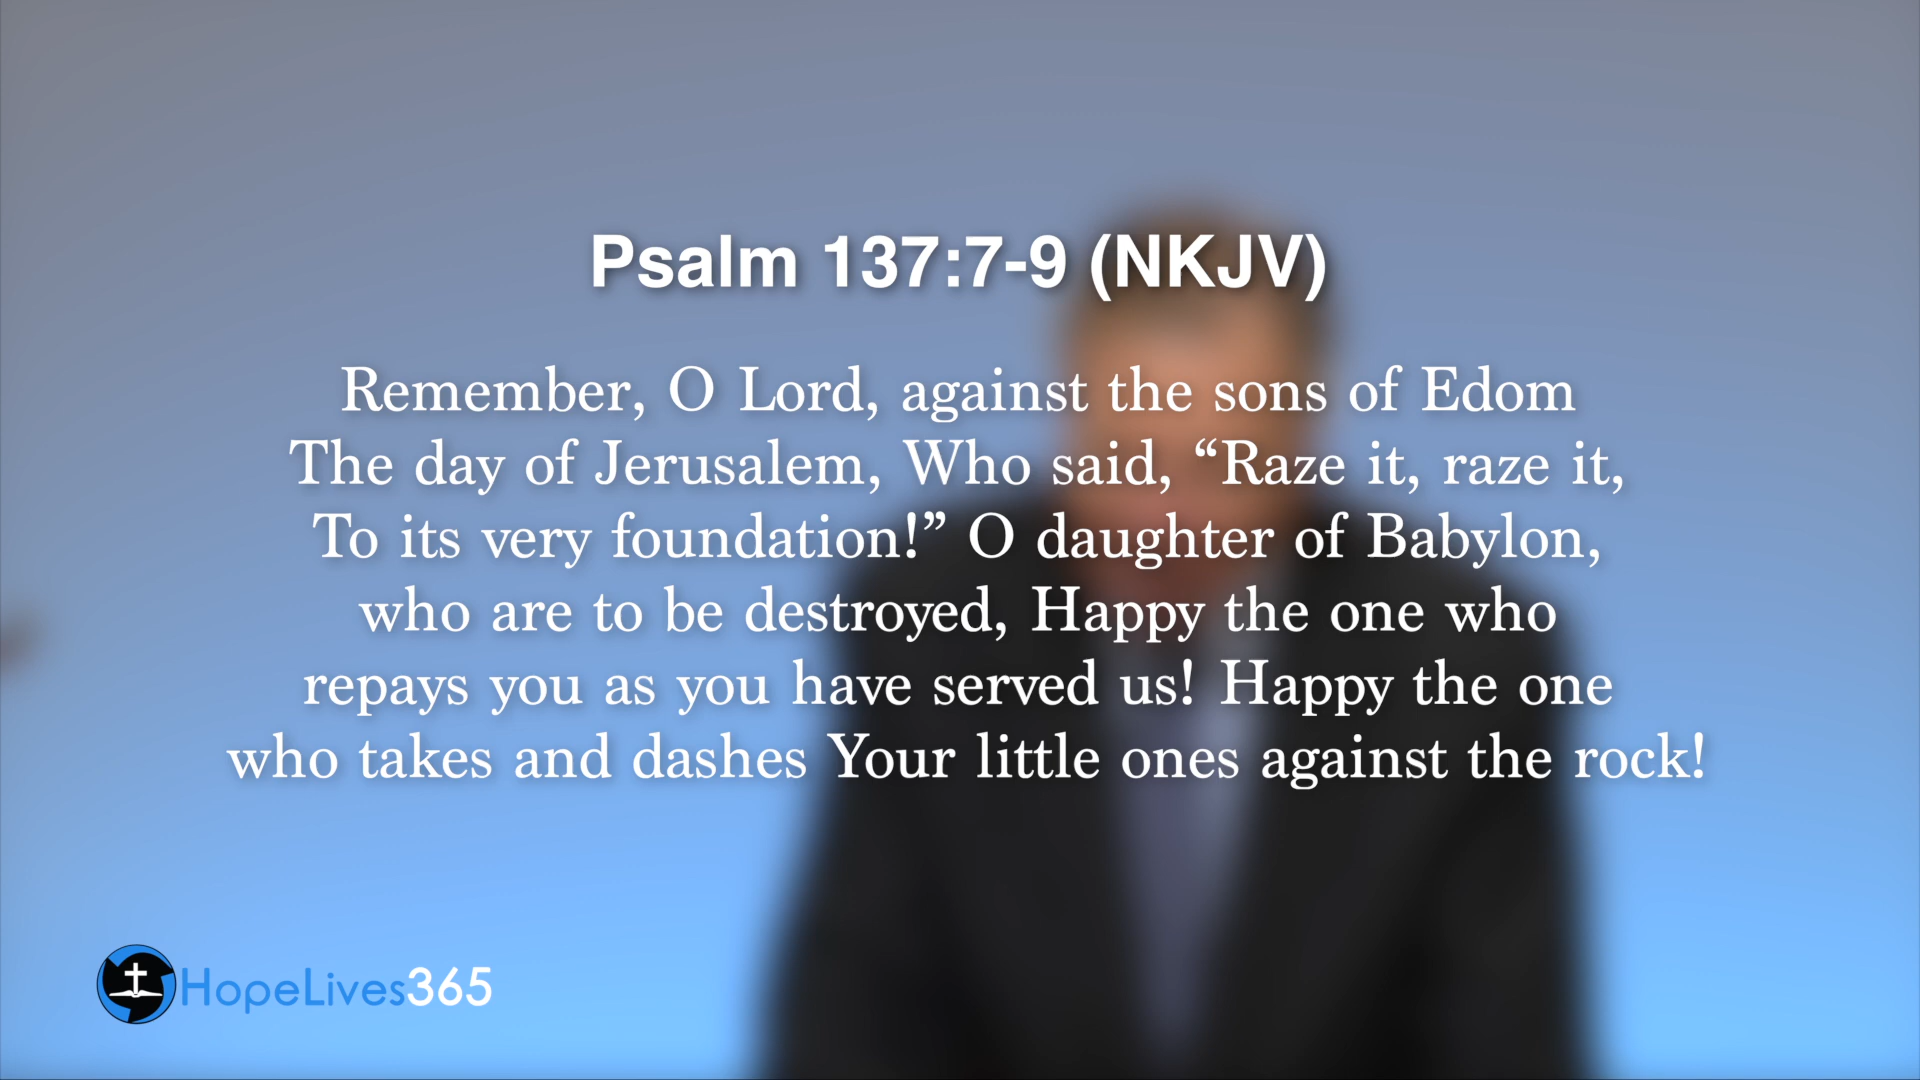 Psalm 137:7-9 (NKJV)
Remember, O Lord, against the sons of Edom
The day of Jerusalem, Who said, “Raze it, raze it,
To its very foundation!” O daughter of Babylon,
who are to be destroyed, Happy the one who
repays you as you have served us! Happy the one
who takes and dashes Your little ones against the rock!
HopeLives365